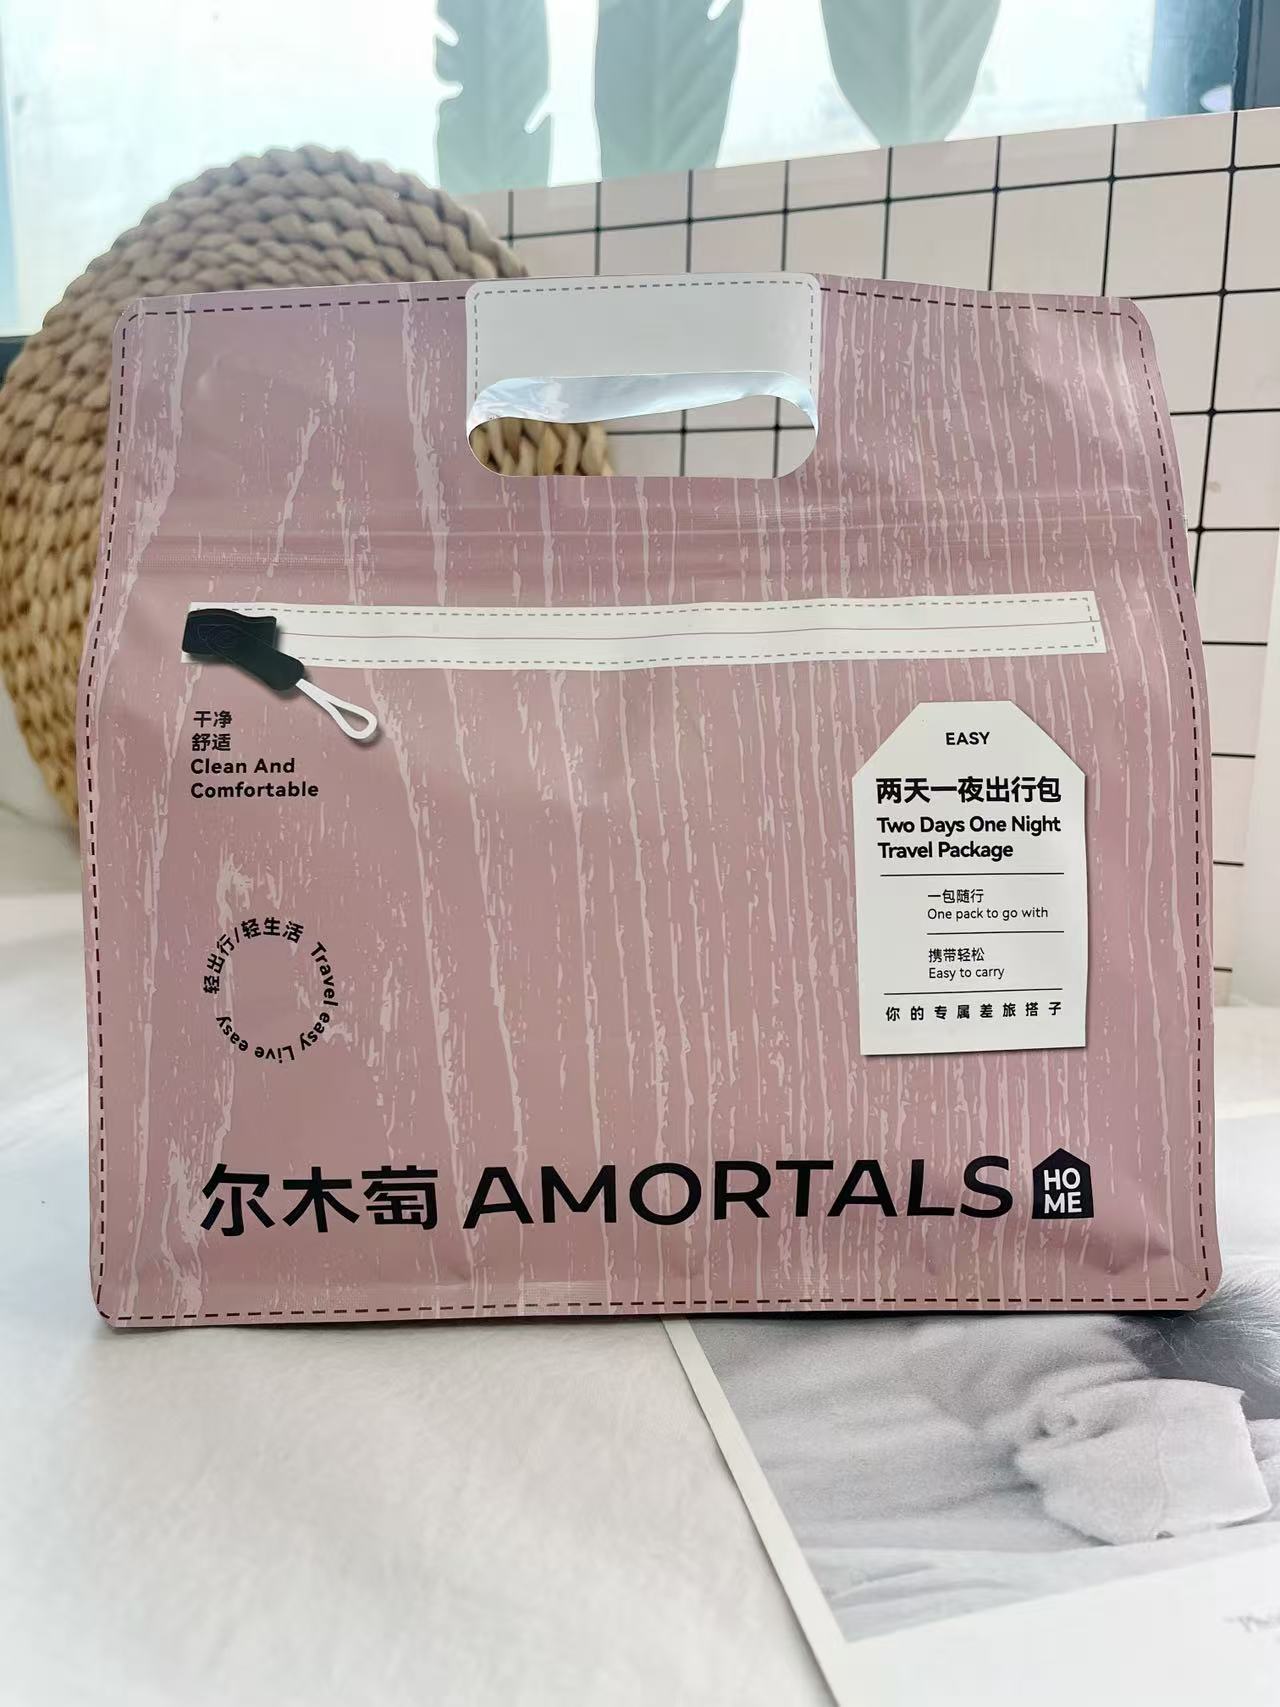 干净
舒适
Clean And
Comfortable
EASY
两天一夜出行包
Two Days One Night
Travel Package
一包随行
One pack to go with
携带轻松
Easy to carry
你的专属差旅搭子
轻出行/轻生活 Travel easy Live easy
尔木萄 AMORTALS HOME